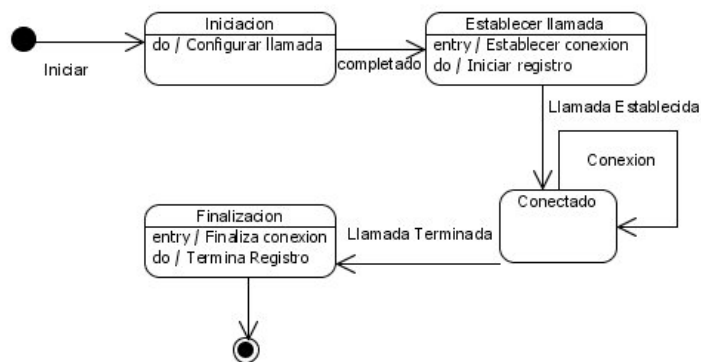 Iniciar
Iniciacion
do / Configurar llamada
completado
Establecer llamada
entry / Establecer conexion
do / Iniciar registro
Llamada Establecida
Conexion
Conectado
Llamada Terminada
Finalizacion
entry / Finaliza conexion
do / Termina Registro